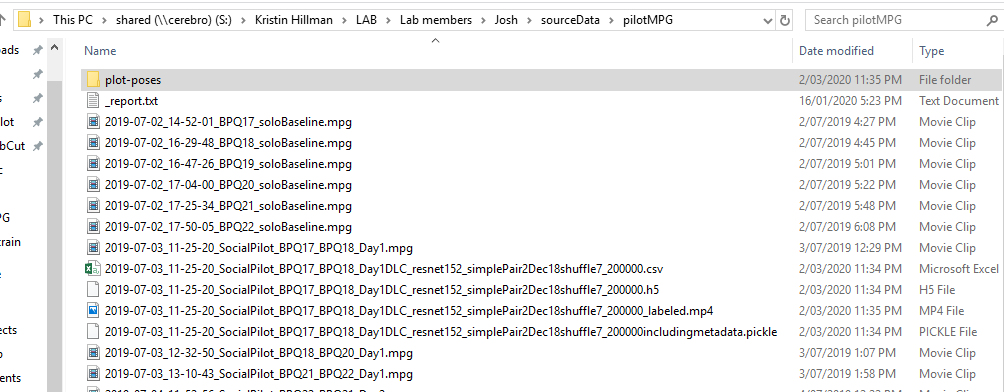 This PC > shared (\\cerebro) (S:) > Kristin Hillman > LAB > Lab members > Josh > sourceData > pilotMPG Search pilotMPG
Name Date modified Type
plot-poses 2/03/2020 11:35 PM File folder
_report.txt 16/01/2020 5:23 PM Text Document
2019-07-02_14-52-01_BPQ17_soloBaseline.mpg 2/07/2019 4:27 PM Movie Clip
2019-07-02_16-29-48_BPQ18_soloBaseline.mpg 2/07/2019 4:45 PM Movie Clip
2019-07-02_16-47-26_BPQ19_soloBaseline.mpg 2/07/2019 5:01 PM Movie Clip
2019-07-02_17-04-00_BPQ20_soloBaseline.mpg 2/07/2019 5:22 PM Movie Clip
2019-07-02_17-25-34_BPQ21_soloBaseline.mpg 2/07/2019 5:48 PM Movie Clip
2019-07-02_17-50-05_BPQ22_soloBaseline.mpg 2/07/2019 6:08 PM Movie Clip
2019-07-03_11-25-20_SocialPilot_BPQ17_BPQ18_Day1.mpg 3/07/2019 12:29 PM Movie Clip
2019-07-03_11-25-20_SocialPilot_BPQ17_BPQ18_Day1DLC_resnet152_simplePair2Dec18shuffle7_200000.csv 2/03/2020 11:34 PM Microsoft Excel
2019-07-03_11-25-20_SocialPilot_BPQ17_BPQ18_Day1DLC_resnet152_simplePair2Dec18shuffle7_200000.h5 2/03/2020 11:34 PM H5 File
2019-07-03_11-25-20_SocialPilot_BPQ17_BPQ18_Day1DLC_resnet152_simplePair2Dec18shuffle7_200000_labeled.mp4 2/03/2020 11:35 PM MP4 File
2019-07-03_11-25-20_SocialPilot_BPQ17_BPQ18_Day1DLC_resnet152_simplePair2Dec18shuffle7_200000includingmetadata.pickle 2/03/2020 11:34 PM PICKLE File
2019-07-03_12-32-50_SocialPilot_BPQ18_BPQ20_Day1.mpg 3/07/2019 1:07 PM Movie Clip
2019-07-03_13-10-43_SocialPilot_BPQ21_BPQ22_Day1.mpg 3/07/2019 1:58 PM Movie Clip